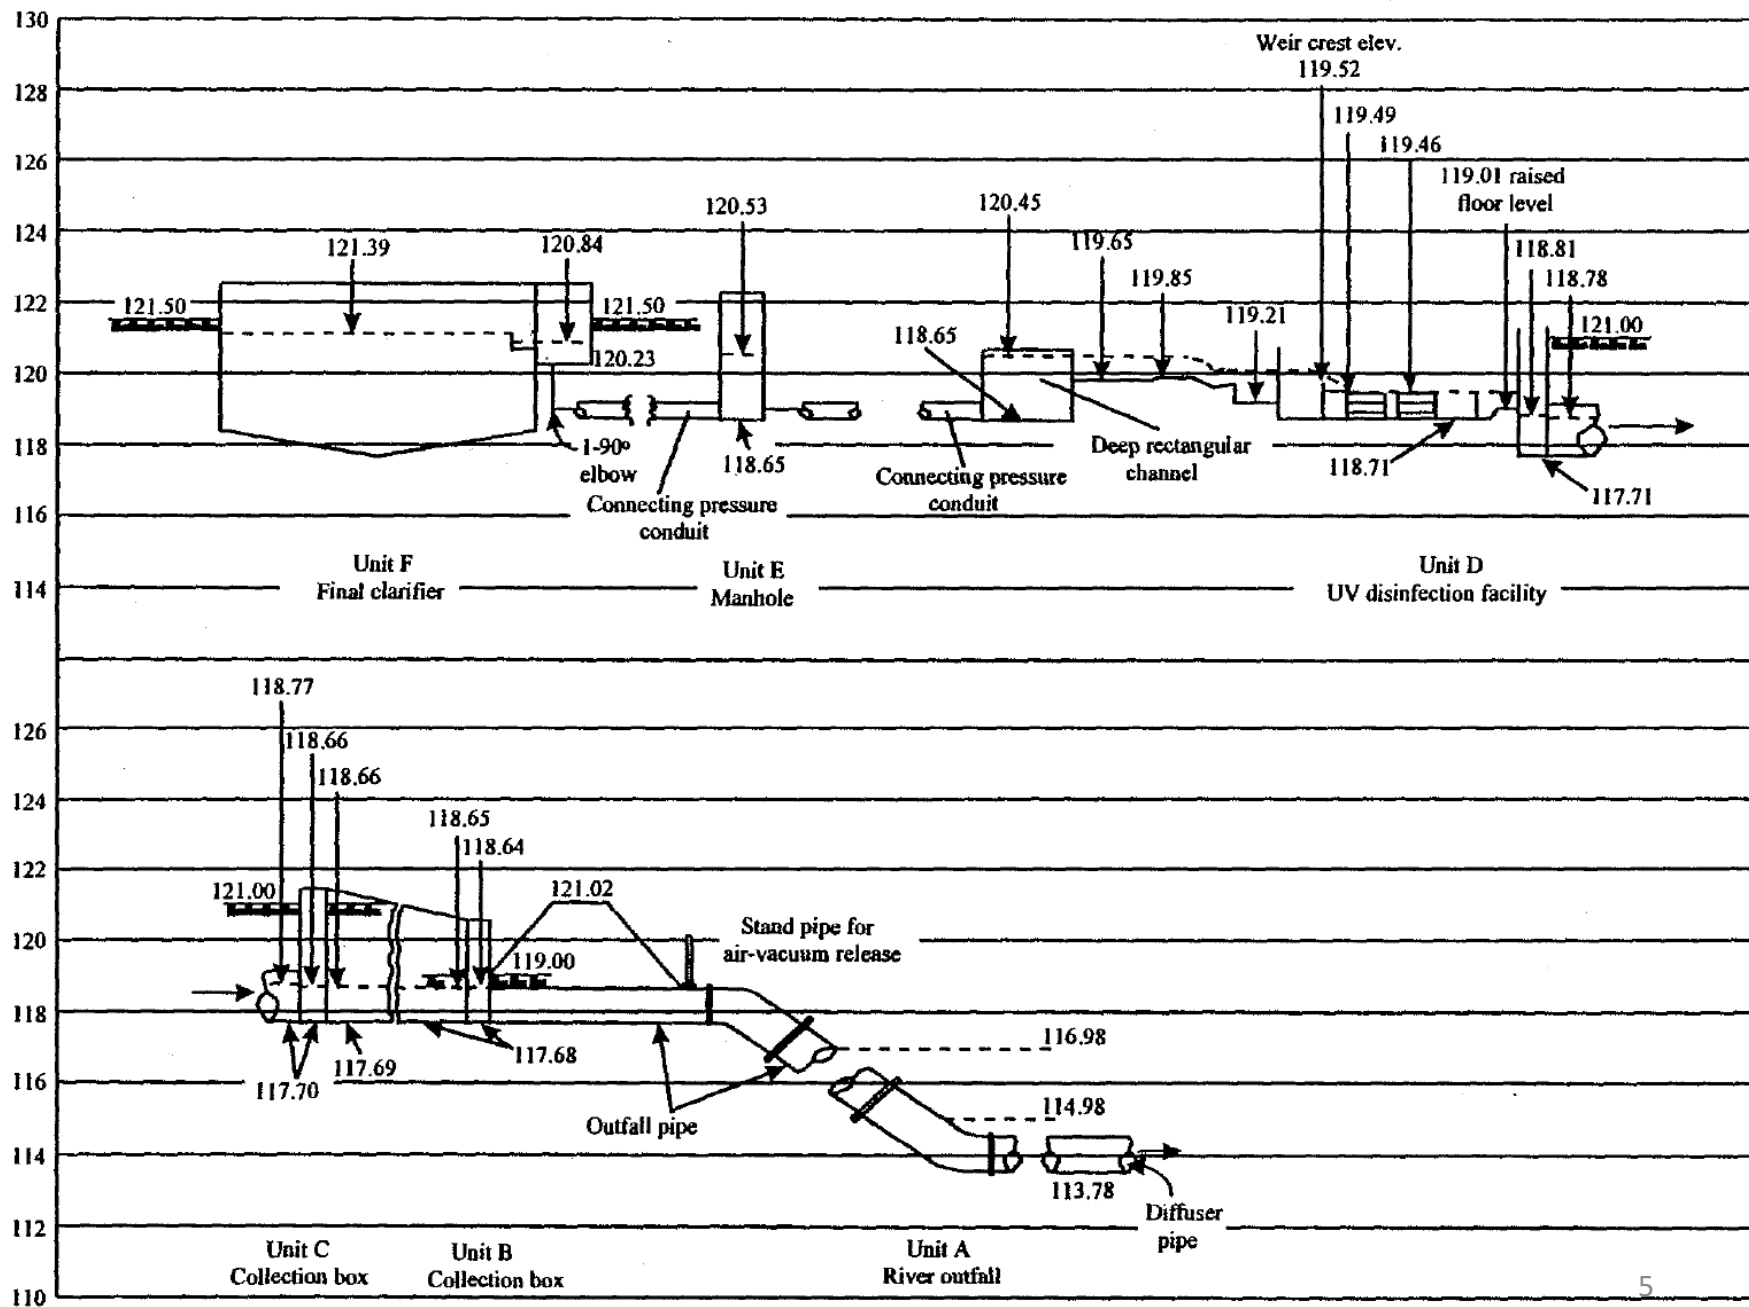 130
128
126
124
122
120
118
116
114
Weir crest elev.
119.52
119.49
119.46
119.01 raised
floor level
118.81
118.78
121.00
120.53
120.45
119.65
119.85
119.21
121.39
120.84
121.50
121.50
120.23
118.65
1-90º
elbow
118.65
Connecting pressure
conduit
Connecting pressure
conduit
Deep rectangular
channel
118.71
117.71
Unit F
Final clarifier
Unit E
Manhole
Unit D
UV disinfection facility
126
124
122
120
118
116
114
112
110
118.77
118.66
118.66
118.65
118.64
121.00
121.02
119.00
Stand pipe for
air-vacuum release
117.70
117.69
117.68
116.98
114.98
Outfall pipe
113.78
Diffuser
pipe
Unit C
Collection box
Unit B
Collection box
Unit A
River outfall
5